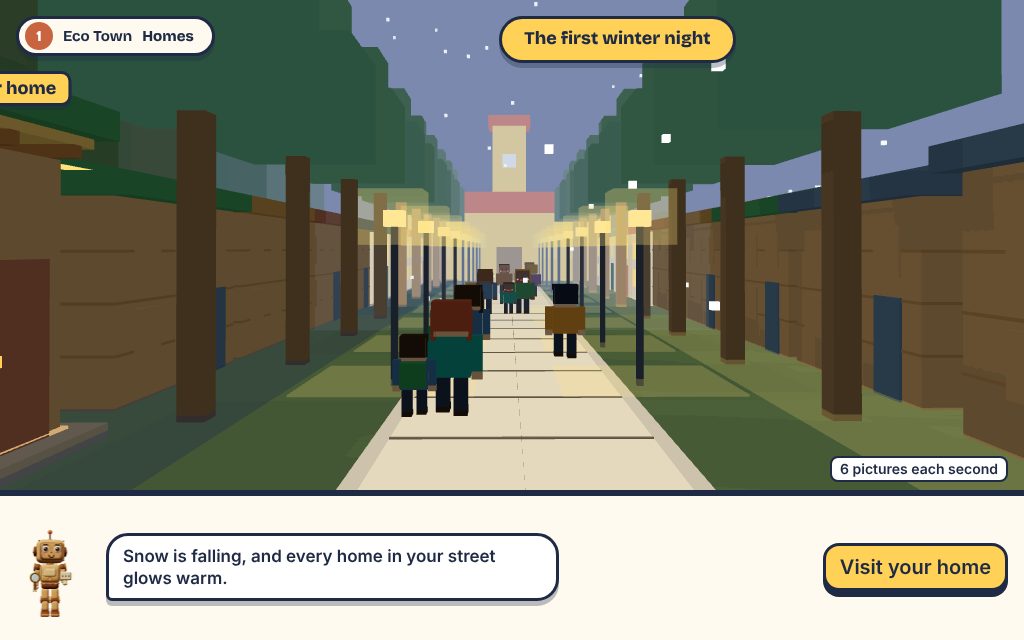 1 Eco Town Homes
The first winter night
home
6 pictures each second
Snow is falling, and every home in your street
glows warm.
Visit your home